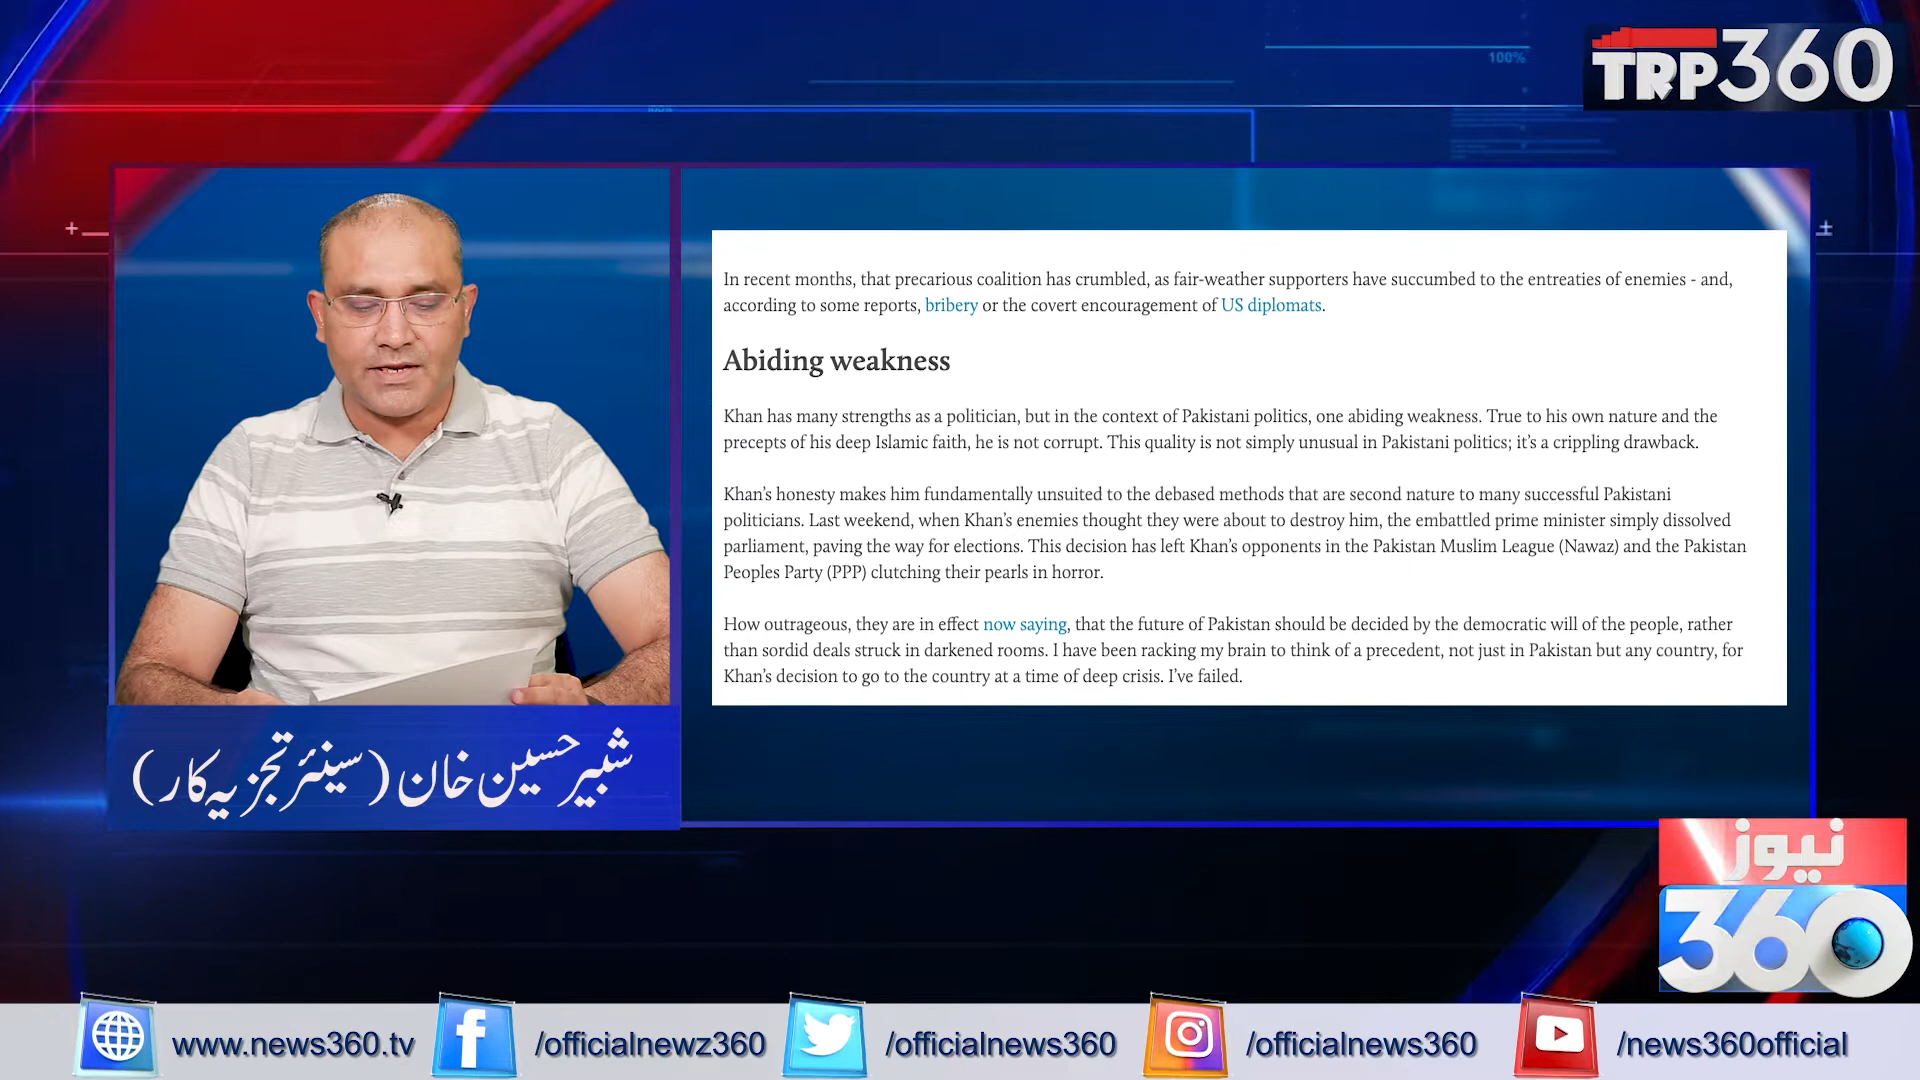 TRP360
100%
In recent months, that precarious coalition has crumbled, as fair-weather supporters have succumbed to the entreaties of enemies - and,
according to some reports, bribery or the covert encouragement of US diplomats.
Abiding weakness
Khan has many strengths as a politician, but in the context of Pakistani politics, one abiding weakness. True to his own nature and the
precepts of his deep Islamic faith, he is not corrupt. This quality is not simply unusual in Pakistani politics; it's a crippling drawback.
Khan's honesty makes him fundamentally unsuited to the debased methods that are second nature to many successful Pakistani
politicians. Last weekend, when Khan's enemies thought they were about to destroy him, the embattled prime minister simply dissolved
parliament, paving the way for elections. This decision has left Khan's opponents in the Pakistan Muslim League (Nawaz) and the Pakistan
Peoples Party (PPP) clutching their pearls in horror.
How outrageous, they are in effect now saying, that the future of Pakistan should be decided by the democratic will of the people, rather
than sordid deals struck in darkened rooms. I have been racking my brain to think of a precedent, not just in Pakistan but any country, for
Khan's decision to go to the country at a time of deep crisis. I've failed.
شبیر حسین خان (سینئر تجزیہ کار)
نیوز
360
www.news360.tv
/officialnewz360
/officialnews360
/officialnews360
/news360official